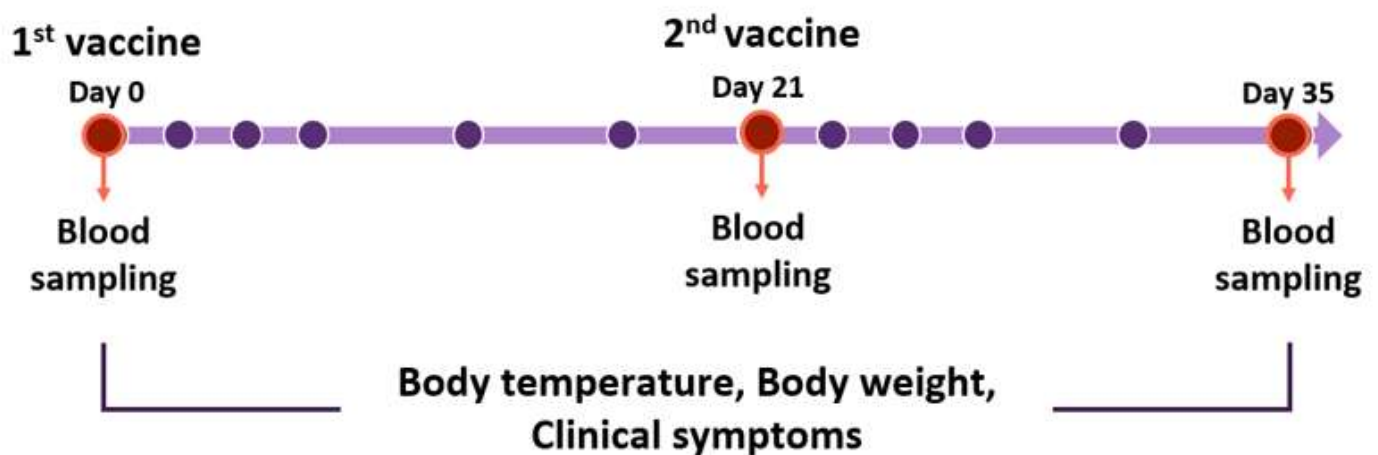 1st vaccine
2nd vaccine
Day 0
Day 21
Day 35
Blood
sampling
Blood
sampling
Blood
sampling
Body temperature, Body weight,
Clinical symptoms